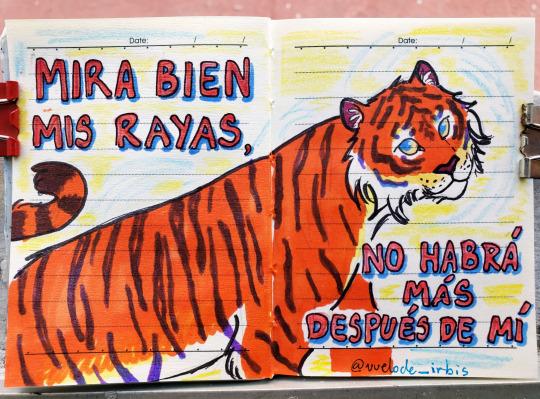 Date: / /
Date: / /
MIRA BIEN
MIS RAYAS,
NO HABRÁ
MÁS
DESPUÉS DE MÍ
@vuelode_irbis